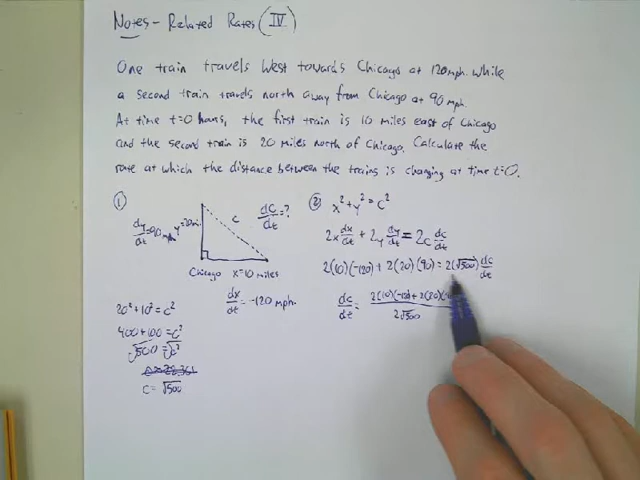 Notes - Related Rates (IV)
One train travels West towards Chicago at 120mph. while
a second train travels north away from Chicago at 90 mph.
At time t=0 hours, the first train is 10 miles east of Chicago
and the second train is 20 miles north of Chicago. Calculate the
rate at which the distance between the trains is changing at time t=0.
①
dy/dt = 90 mph y=20mi c dc/dt = ?
Chicago x=10 miles
dx/dt = -120 mph.
20²+10²=c²
400+100=c²
√500=√c²
c=√500
② x²+y²=c²
2x dx/dt + 2y dy/dt = 2c dc/dt
2(10)(-120)+2(20)(90)=2(√500) dc/dt
dc/dt = 2(10)(-120)+2(20)( / 2√500